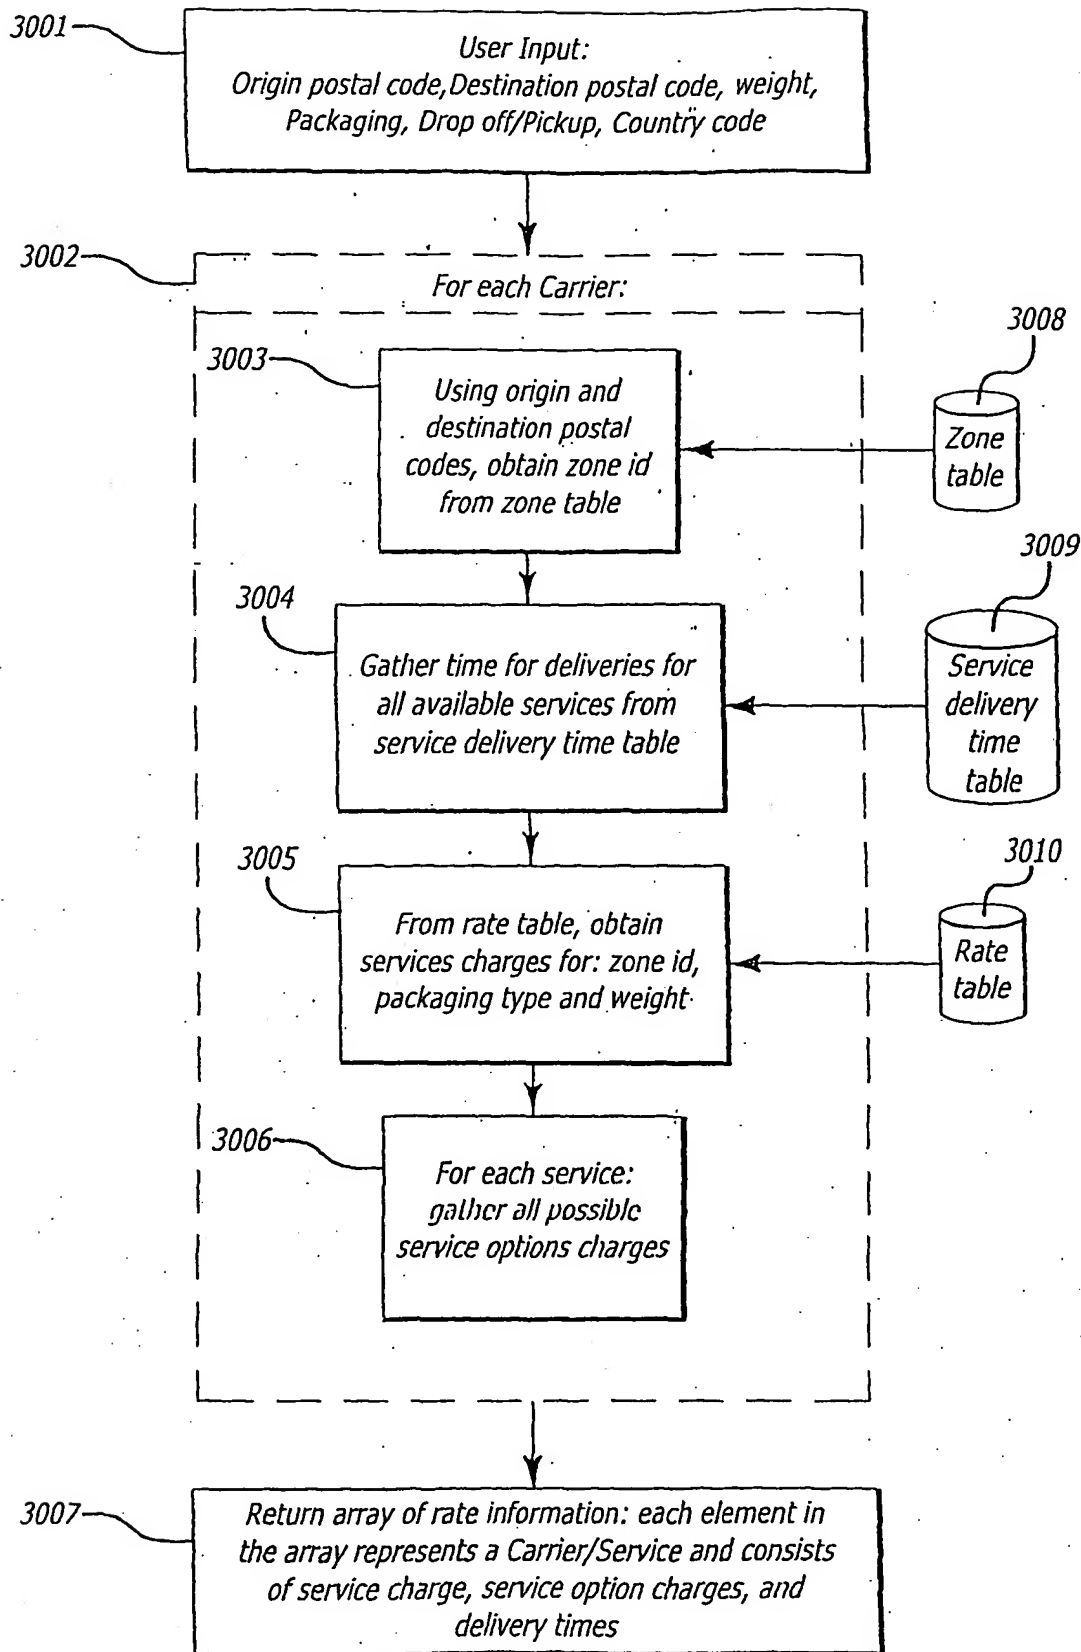 3001
User Input:
Origin postal code, Destination postal code, weight,
Packaging, Drop off/Pickup, Country code
3002
For each Carrier:
3003
Using origin and
destination postal
codes, obtain zone id
from zone table
3008
Zone
table
3004
Gather time for deliveries for
all available services from
service delivery time table
3009
Service
delivery
time
table
3005
From rate table, obtain
services charges for: zone id,
packaging type and weight
3010
Rate
table
3006
For each service:
gather all possible
service options charges
3007
Return array of rate information: each element in
the array represents a Carrier/Service and consists
of service charge, service option charges, and
delivery times